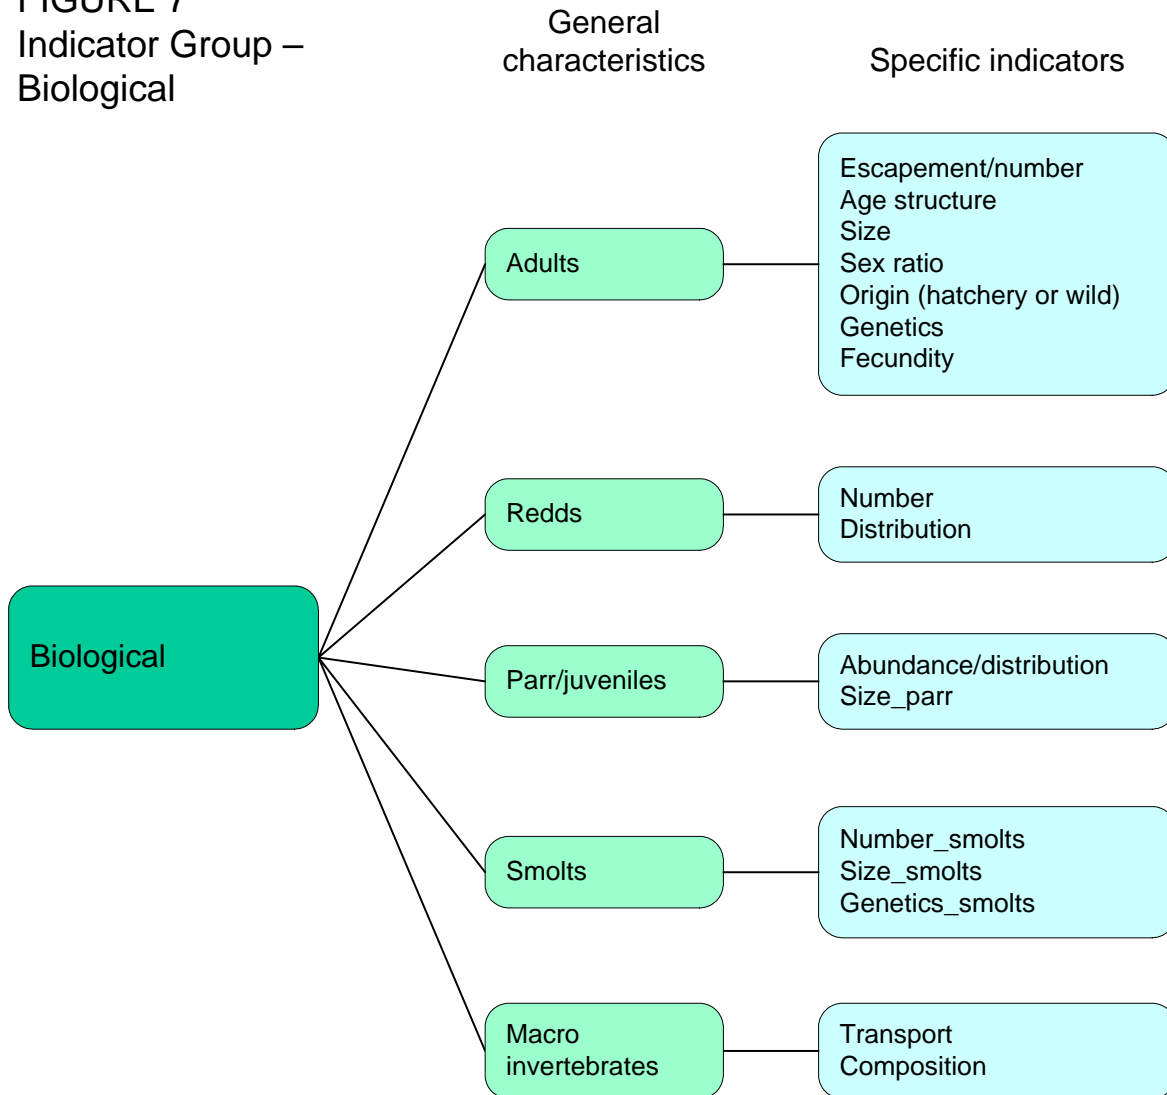 FIGURE 7
Indicator Group –
Biological
General
characteristics
Specific indicators
Escapement/number
Age structure
Size
Sex ratio
Origin (hatchery or wild)
Genetics
Fecundity
Adults
Redds
Number
Distribution
Biological
Parr/juveniles
Abundance/distribution
Size_parr
Smolts
Number_smolts
Size_smolts
Genetics_smolts
Macro
invertebrates
Transport
Composition